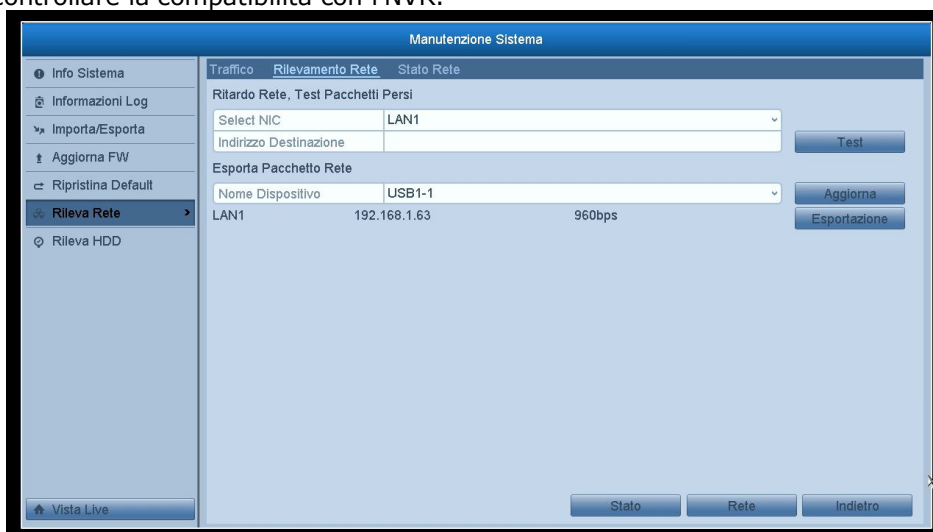 controllare la compatibilità con l'NVR.
Manutenzione Sistema
Info Sistema
Informazioni Log
Importa/Esporta
Aggiorna FW
Ripristina Default
Rileva Rete
Rileva HDD
Vista Live
Traffico Rilevamento Rete Stato Rete
Ritardo Rete, Test Pacchetti Persi
Select NIC LAN1
Indirizzo Destinazione Test
Esporta Pacchetto Rete
Nome Dispositivo USB1-1 Aggiorna
LAN1 192.168.1.63 960bps Esportazione
Stato Rete Indietro